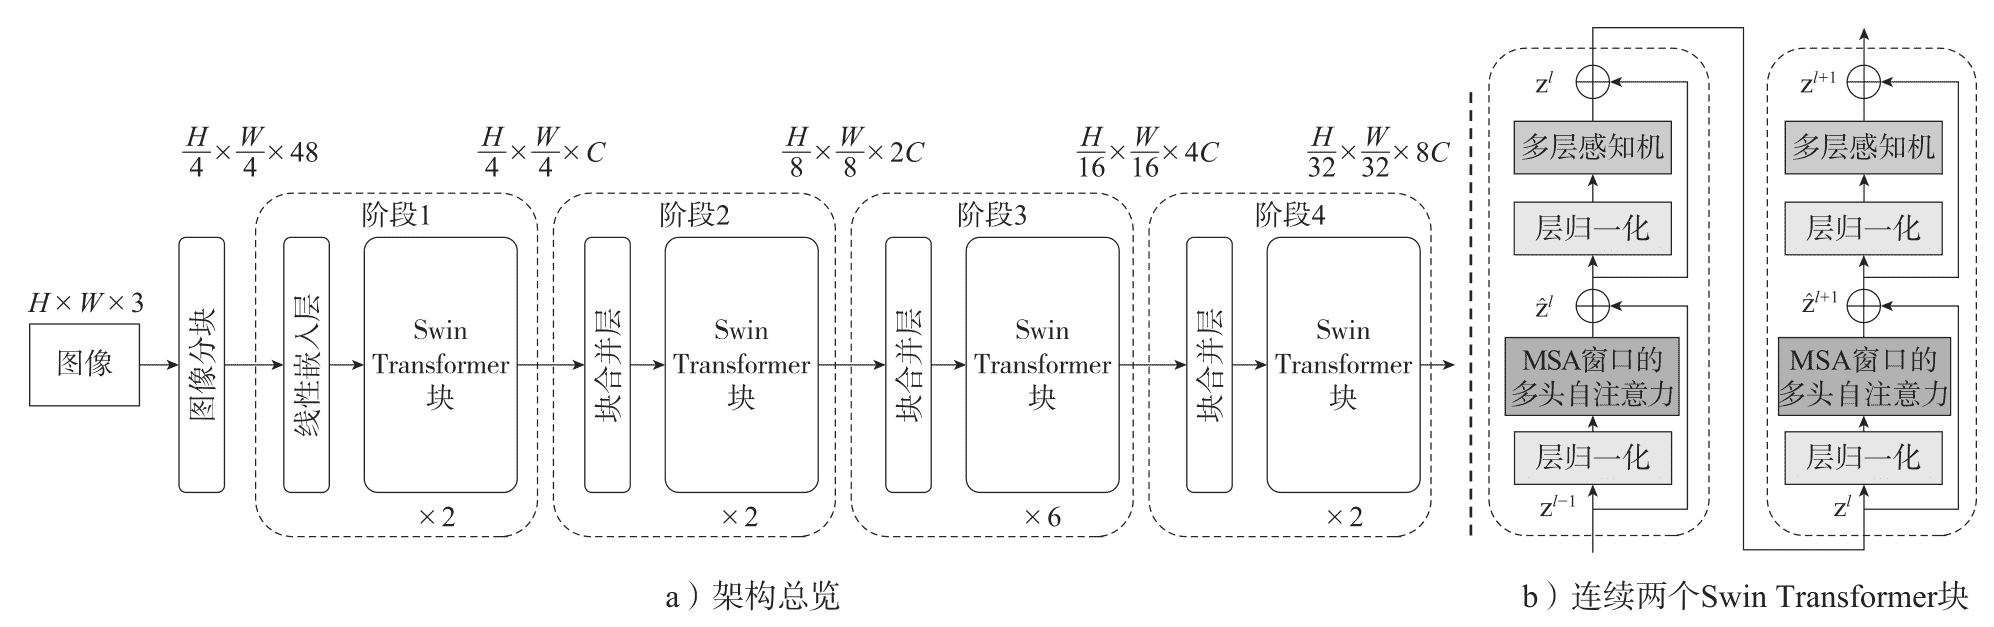 H/4 × W/4 × 48
H/4 × W/4 × C
H/8 × W/8 × 2C
H/16 × W/16 × 4C
H/32 × W/32 × 8C
H × W × 3
图像
图像分块
阶段1
线性嵌入层
Swin
Transformer
块
×2
阶段2
块合并层
Swin
Transformer
块
×2
阶段3
块合并层
Swin
Transformer
块
×6
阶段4
块合并层
Swin
Transformer
块
×2
a）架构总览
z^l
多层感知机
层归一化
ẑ^l
MSA窗口的
多头自注意力
层归一化
z^{l−1}
z^{l+1}
多层感知机
层归一化
ẑ^{l+1}
MSA窗口的
多头自注意力
层归一化
z^l
b）连续两个Swin Transformer块